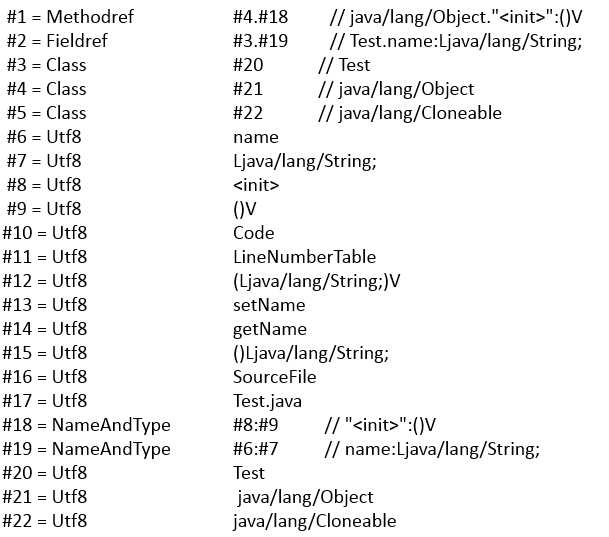 #1 = Methodref #4.#18 // java/lang/Object."<init>":()V
#2 = Fieldref #3.#19 // Test.name:Ljava/lang/String;
#3 = Class #20 // Test
#4 = Class #21 // java/lang/Object
#5 = Class #22 // java/lang/Cloneable
#6 = Utf8 name
#7 = Utf8 Ljava/lang/String;
#8 = Utf8 <init>
#9 = Utf8 ()V
#10 = Utf8 Code
#11 = Utf8 LineNumberTable
#12 = Utf8 (Ljava/lang/String;)V
#13 = Utf8 setName
#14 = Utf8 getName
#15 = Utf8 ()Ljava/lang/String;
#16 = Utf8 SourceFile
#17 = Utf8 Test.java
#18 = NameAndType #8:#9 // "<init>":()V
#19 = NameAndType #6:#7 // name:Ljava/lang/String;
#20 = Utf8 Test
#21 = Utf8 java/lang/Object
#22 = Utf8 java/lang/Cloneable